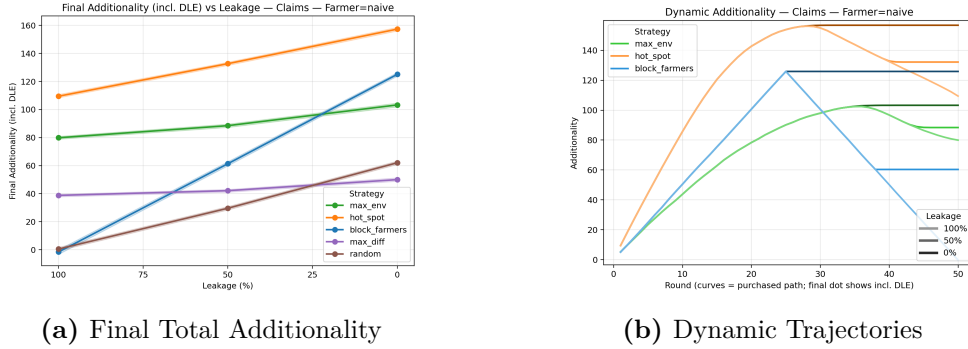 Final Additionality (incl. DLE) vs Leakage — Claims — Farmer=naive
Final Additionality (incl. DLE)
160
140
120
100
80
60
40
20
0
100
75
50
25
0
Leakage (%)
Strategy
max_env
hot_spot
block_farmers
max_diff
random
(a) Final Total Additionality
Dynamic Additionality — Claims — Farmer=naive
Additionality
140
120
100
80
60
40
20
0
0
10
20
30
40
50
Round (curves = purchased path; final dot shows incl. DLE)
Strategy
max_env
hot_spot
block_farmers
Leakage
100%
50%
0%
(b) Dynamic Trajectories